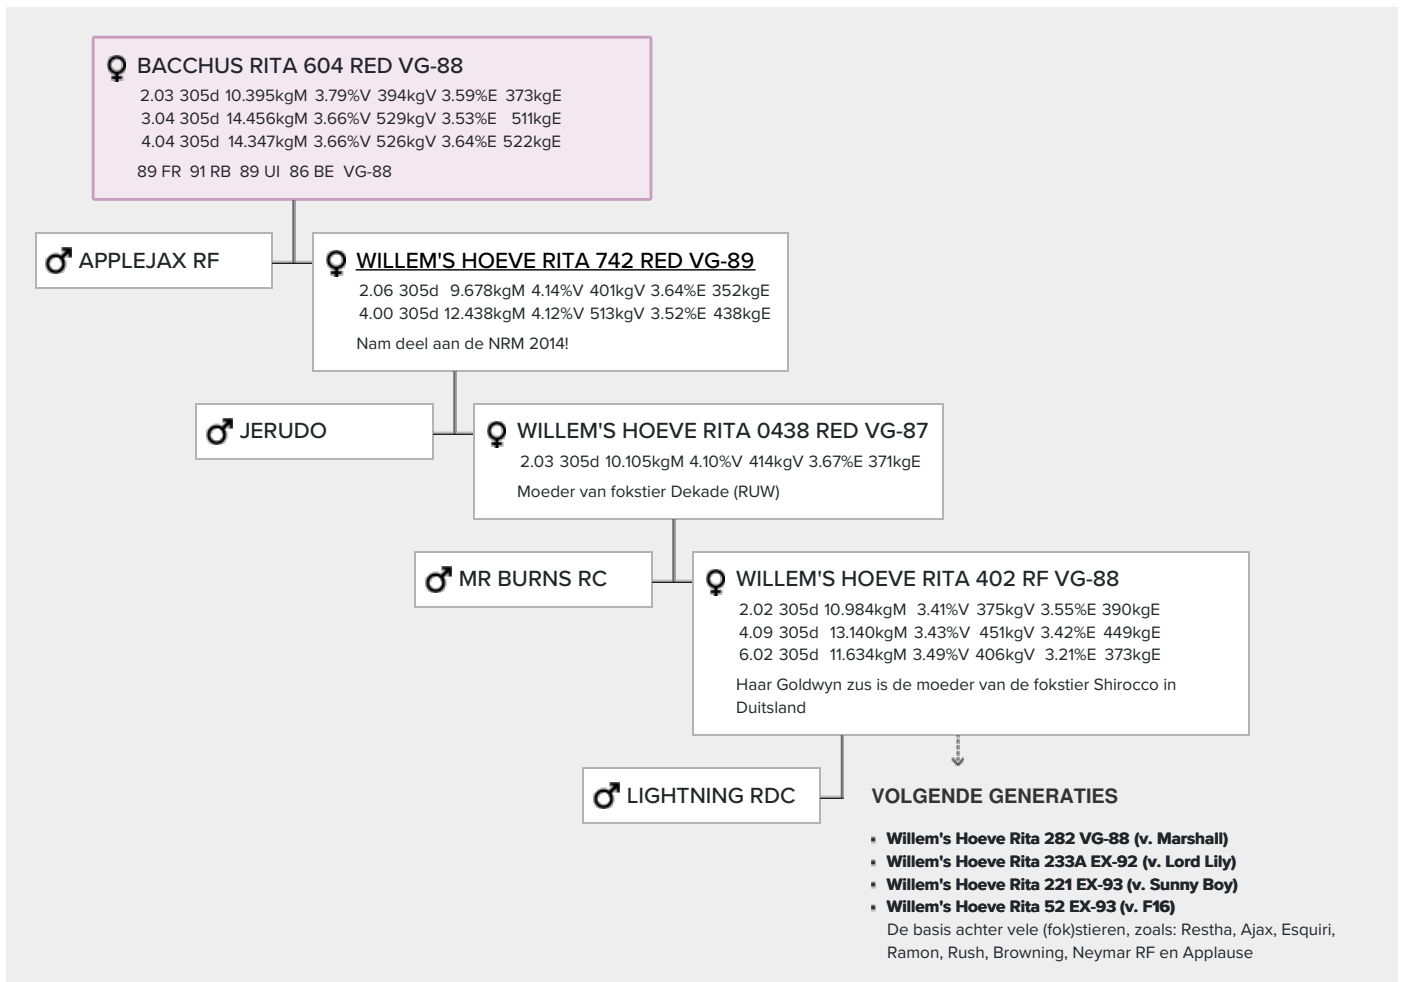 BACCHUS RITA 604 RED VG-88
2.03 305d 10.395kgM 3.79%V 394kgV 3.59%E 373kgE
3.04 305d 14.456kgM 3.66%V 529kgV 3.53%E 511kgE
4.04 305d 14.347kgM 3.66%V 526kgV 3.64%E 522kgE
89 FR 91 RB 89 UI 86 BE VG-88
APPLEJAX RF
WILLEM'S HOEVE RITA 742 RED VG-89
2.06 305d 9.678kgM 4.14%V 401kgV 3.64%E 352kgE
4.00 305d 12.438kgM 4.12%V 513kgV 3.52%E 438kgE
Nam deel aan de NRM 2014!
JERUDO
WILLEM'S HOEVE RITA 0438 RED VG-87
2.03 305d 10.105kgM 4.10%V 414kgV 3.67%E 371kgE
Moeder van fokstier Dekade (RUW)
MR BURNS RC
WILLEM'S HOEVE RITA 402 RF VG-88
2.02 305d 10.984kgM 3.41%V 375kgV 3.55%E 390kgE
4.09 305d 13.140kgM 3.43%V 451kgV 3.42%E 449kgE
6.02 305d 11.634kgM 3.49%V 406kgV 3.21%E 373kgE
Haar Goldwyn zus is de moeder van de fokstier Shirocco in
Duitsland
LIGHTNING RDC
VOLGENDE GENERATIES
Willem's Hoeve Rita 282 VG-88 (v. Marshall)
Willem's Hoeve Rita 233A EX-92 (v. Lord Lily)
Willem's Hoeve Rita 221 EX-93 (v. Sunny Boy)
Willem's Hoeve Rita 52 EX-93 (v. F16)
De basis achter vele (fok)stieren, zoals: Restha, Ajax, Esquiri,
Ramon, Rush, Browning, Neymar RF en Applause